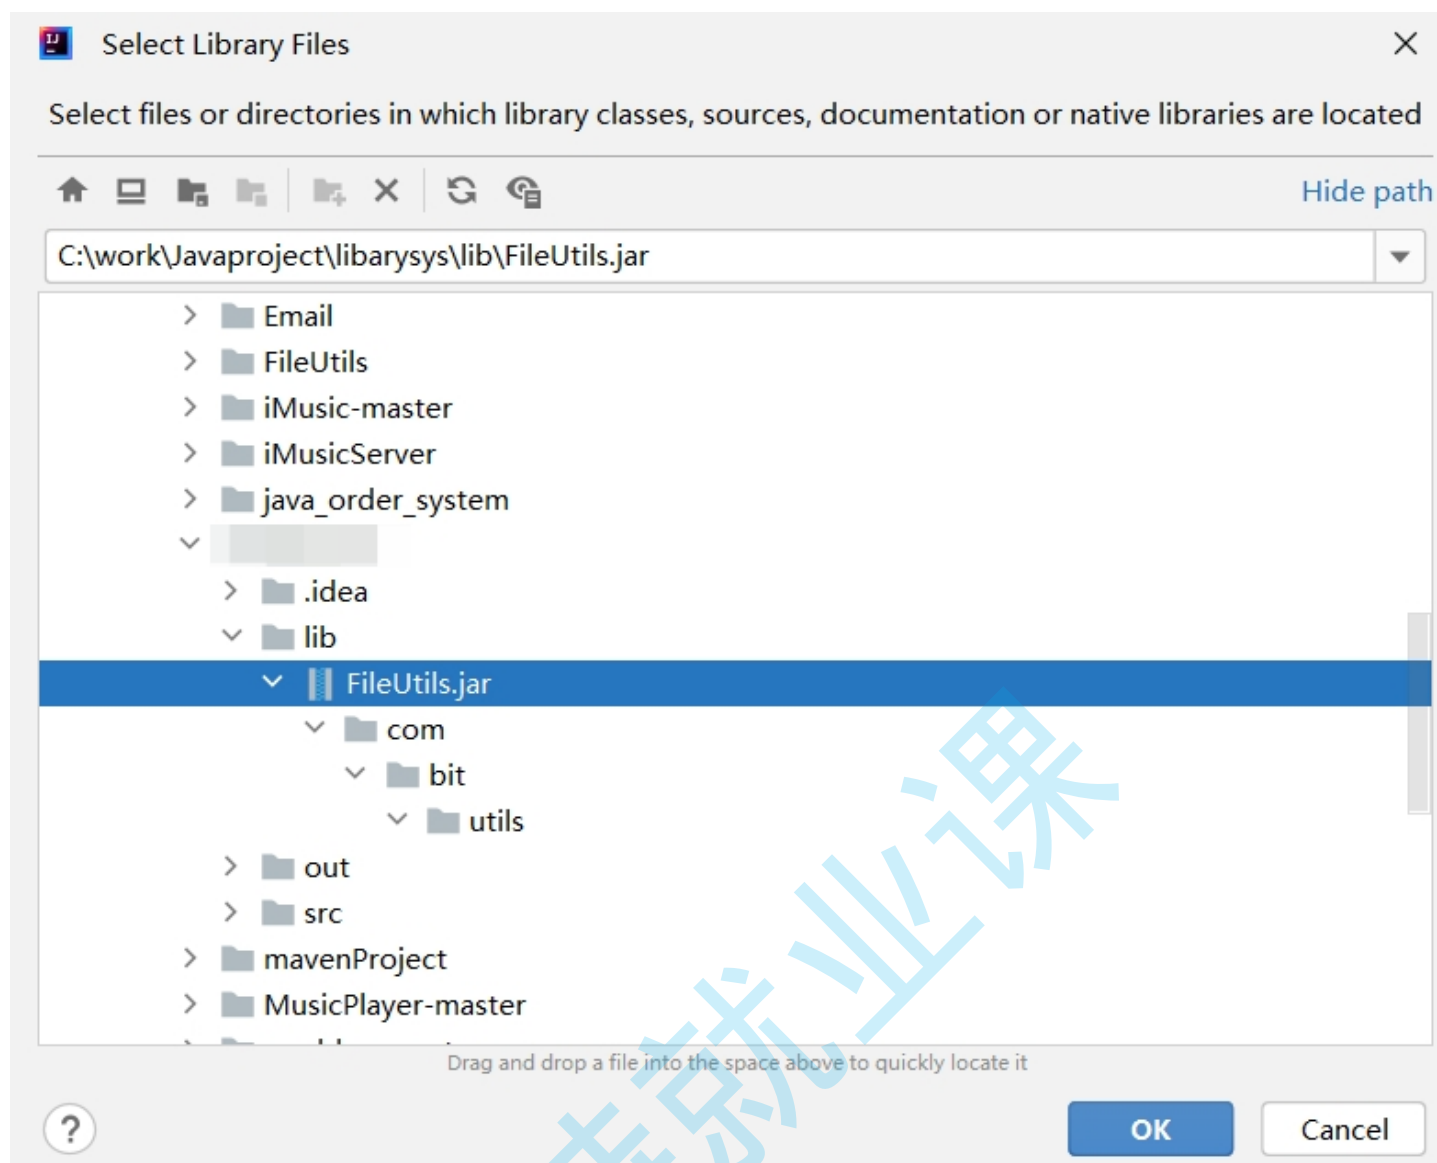 Select Library Files
Select files or directories in which library classes, sources, documentation or native libraries are located
Hide path
C:\work\Javaproject\libarysys\lib\FileUtils.jar
Email
FileUtils
iMusic-master
iMusicServer
java_order_system
.idea
lib
FileUtils.jar
com
bit
utils
out
src
mavenProject
MusicPlayer-master
Drag and drop a file into the space above to quickly locate it
?
OK
Cancel
就业课